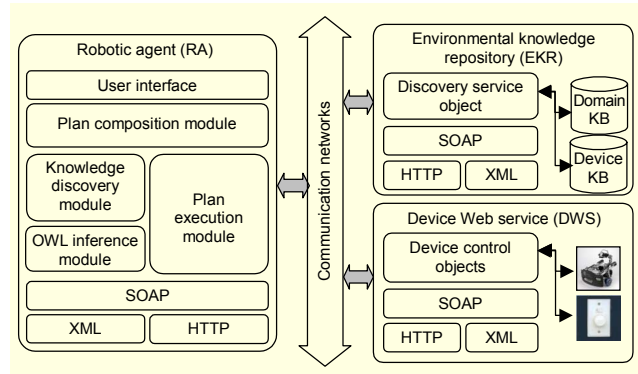 Robotic agent (RA)
User interface
Plan composition module
Knowledge
discovery
module
Plan
execution
module
OWL inference
module
SOAP
XML
HTTP
Communication networks
Environmental knowledge
repository (EKR)
Discovery service
object
Domain
KB
Device
KB
SOAP
HTTP
XML
Device Web service (DWS)
Device control
objects
SOAP
HTTP
XML